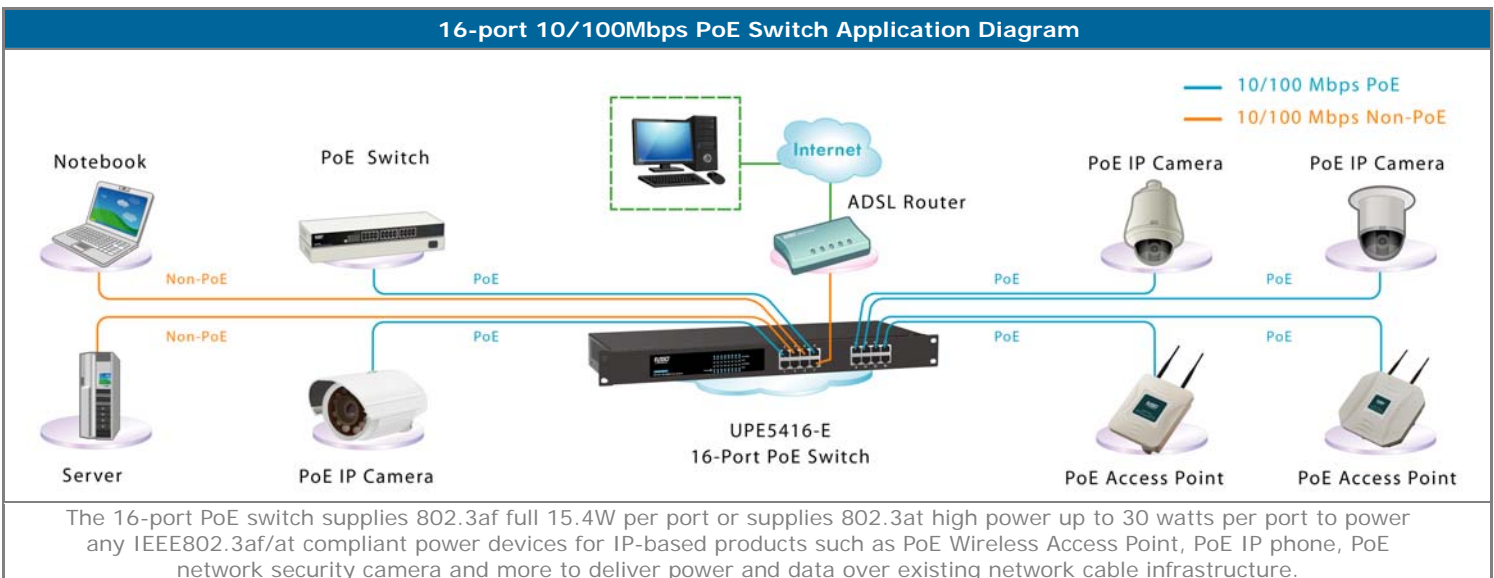 16-port 10/100Mbps PoE Switch Application Diagram
10/100 Mbps PoE
10/100 Mbps Non-PoE
Notebook
PoE Switch
Internet
ADSL Router
PoE IP Camera
PoE IP Camera
Non-PoE
PoE
PoE
PoE
Non-PoE
PoE
PoE
PoE
Server
PoE IP Camera
UPE5416-E
16-Port PoE Switch
PoE Access Point
PoE Access Point
The 16-port PoE switch supplies 802.3af full 15.4W per port or supplies 802.3at high power up to 30 watts per port to power
any IEEE802.3af/at compliant power devices for IP-based products such as PoE Wireless Access Point, PoE IP phone, PoE
network security camera and more to deliver power and data over existing network cable infrastructure.